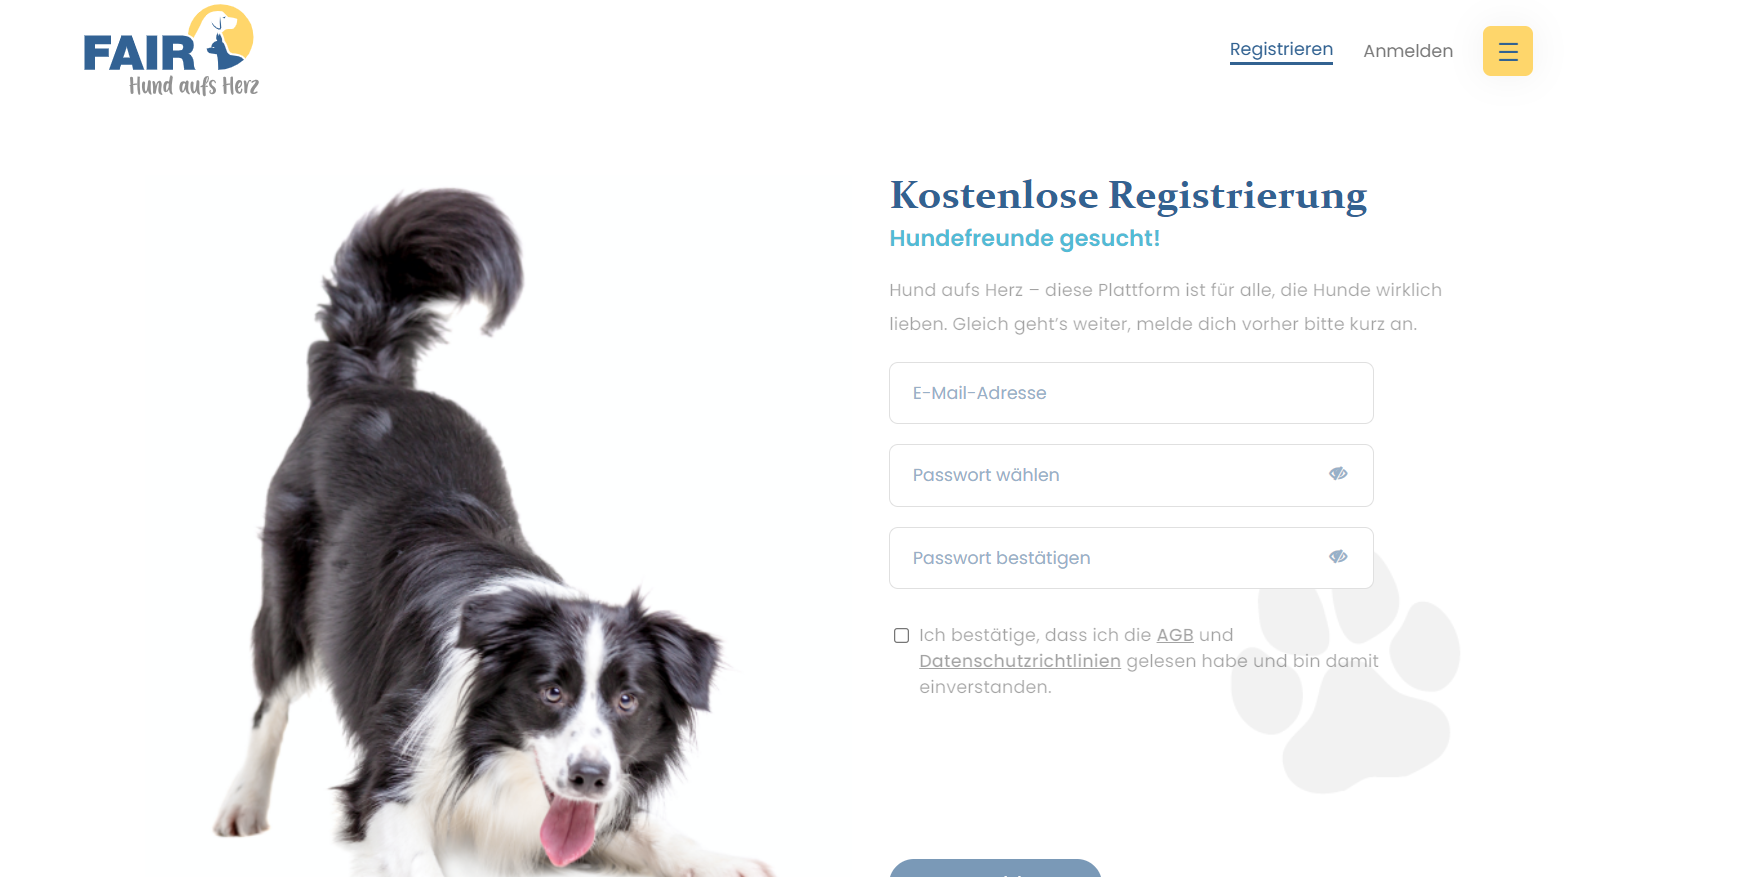 FAIR
Hund aufs Herz
Registrieren
Anmelden
Kostenlose Registrierung
Hundefreunde gesucht!
Hund aufs Herz – diese Plattform ist für alle, die Hunde wirklich
lieben. Gleich geht’s weiter, melde dich vorher bitte kurz an.
E-Mail-Adresse
Passwort wählen
Passwort bestätigen
Ich bestätige, dass ich die AGB und
Datenschutzrichtlinien gelesen habe und bin damit
einverstanden.